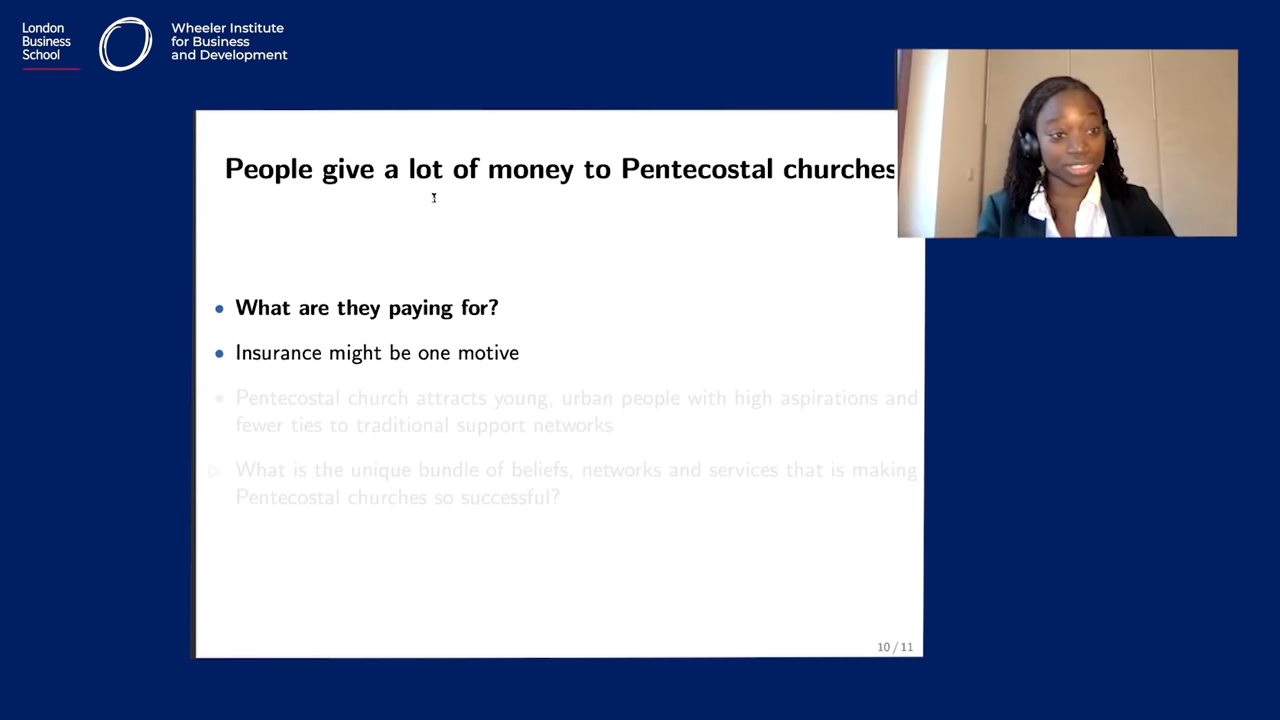 London
Business
School
Wheeler Institute
for Business
and Development
People give a lot of money to Pentecostal churches
• What are they paying for?
• Insurance might be one motive
• Pentecostal church attracts young, urban people with high aspirations and
fewer ties to traditional support networks
▷ What is the unique bundle of beliefs, networks and services that is making
Pentecostal churches so successful?
10 / 11